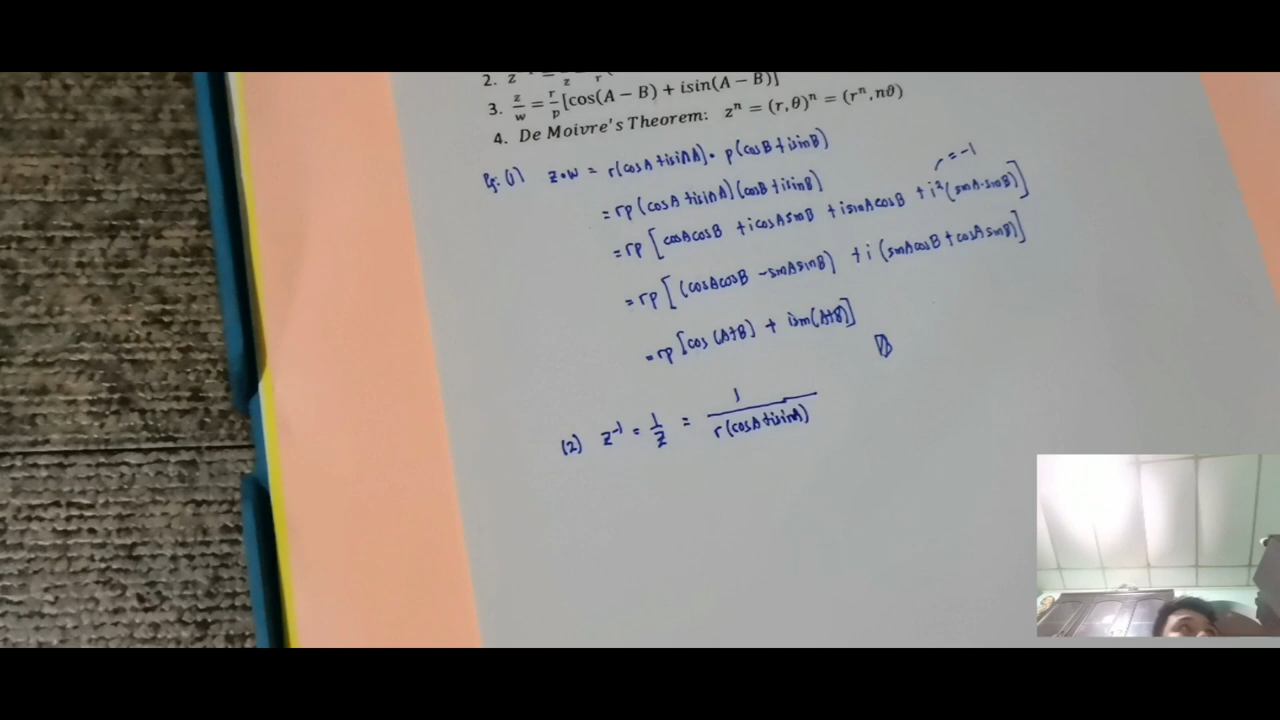 2. z
3. z/w = r/p [cos(A − B) + isin(A − B)]
4. De Moivre's Theorem: zⁿ = (r, θ)ⁿ = (rⁿ, nθ)
(1) z•w = r(cosA+isinA)• p(cosB+isinB)
= rp(cosA+isinA)(cosB+isinB)
= -1
= rp[cosAcosB + icosAsinB + isinAcosB + i²(sinA·sinB)]
= rp[(cosAcosB − sinAsinB) + i(sinAcosB + cosAsinB)]
= rp[cos(A+B) + isin(A+B)]
(2) z⁻¹ = 1/z = 1/r(cosA+isinA)